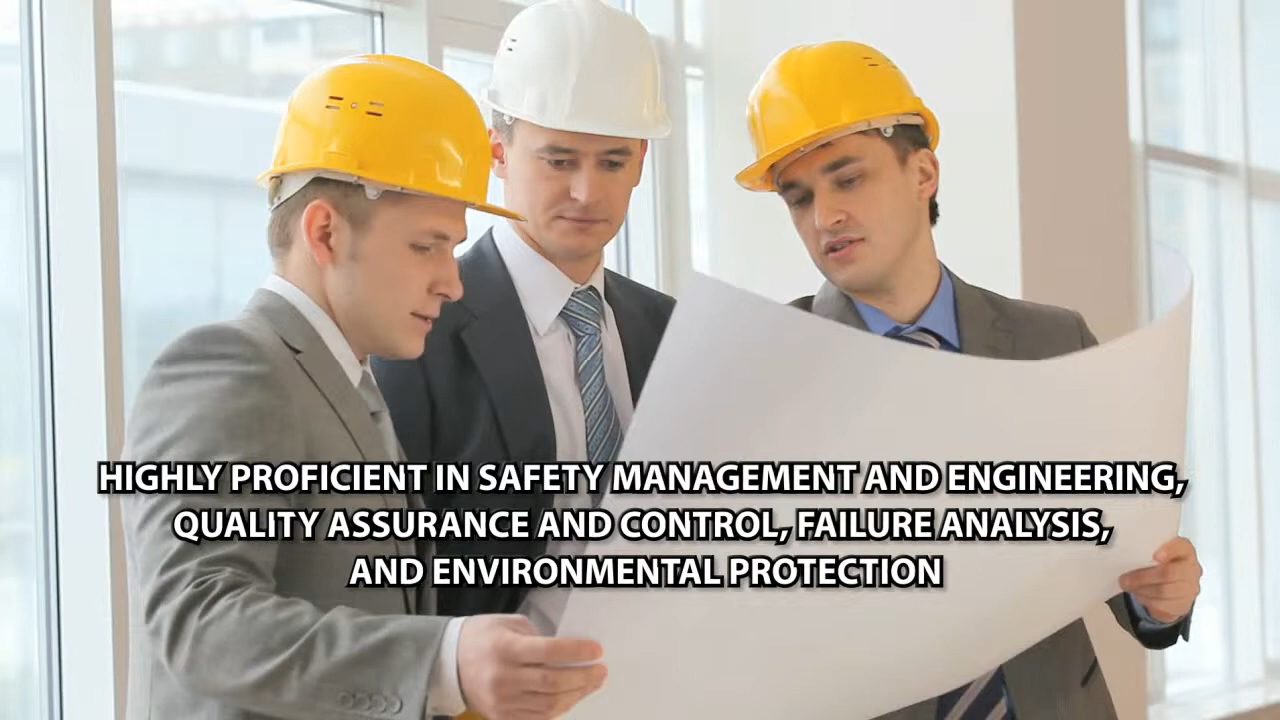 HIGHLY PROFICIENT IN SAFETY MANAGEMENT AND ENGINEERING,
QUALITY ASSURANCE AND CONTROL, FAILURE ANALYSIS,
AND ENVIRONMENTAL PROTECTION